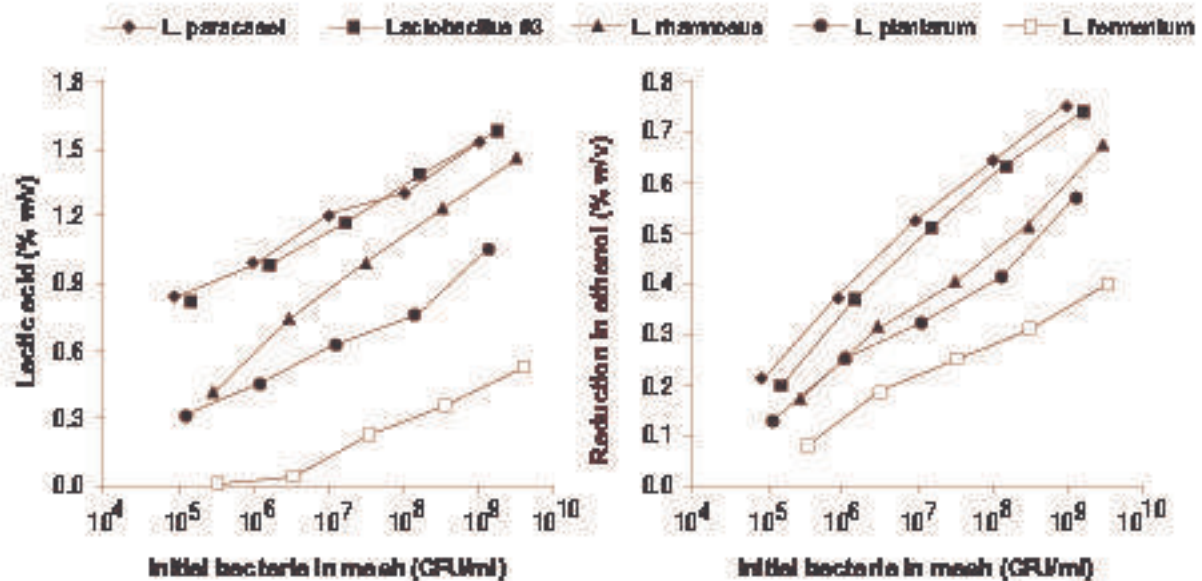 L. paracasei Lactobacillus #3 L. rhamnosus L. plantarum L. fermentum
Lactic acid (% w/v)
1.8
1.5
1.2
0.9
0.6
0.3
0.0
10^4 10^5 10^6 10^7 10^8 10^9 10^10
Initial bacteria in mash (CFU/ml)
Reduction in ethanol (% w/v)
0.8
0.7
0.6
0.5
0.4
0.3
0.2
0.1
0.0
10^4 10^5 10^6 10^7 10^8 10^9 10^10
Initial bacteria in mash (CFU/ml)